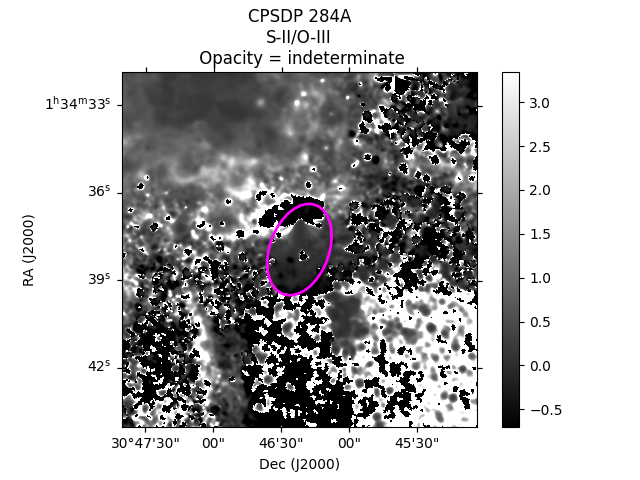 CPSDP 284A
S-II/O-III
Opacity = indeterminate
1h34m33s
36s
39s
42s
RA (J2000)
30°47'30" 00" 46'30" 00" 45'30"
Dec (J2000)
3.0
2.5
2.0
1.5
1.0
0.5
0.0
−0.5